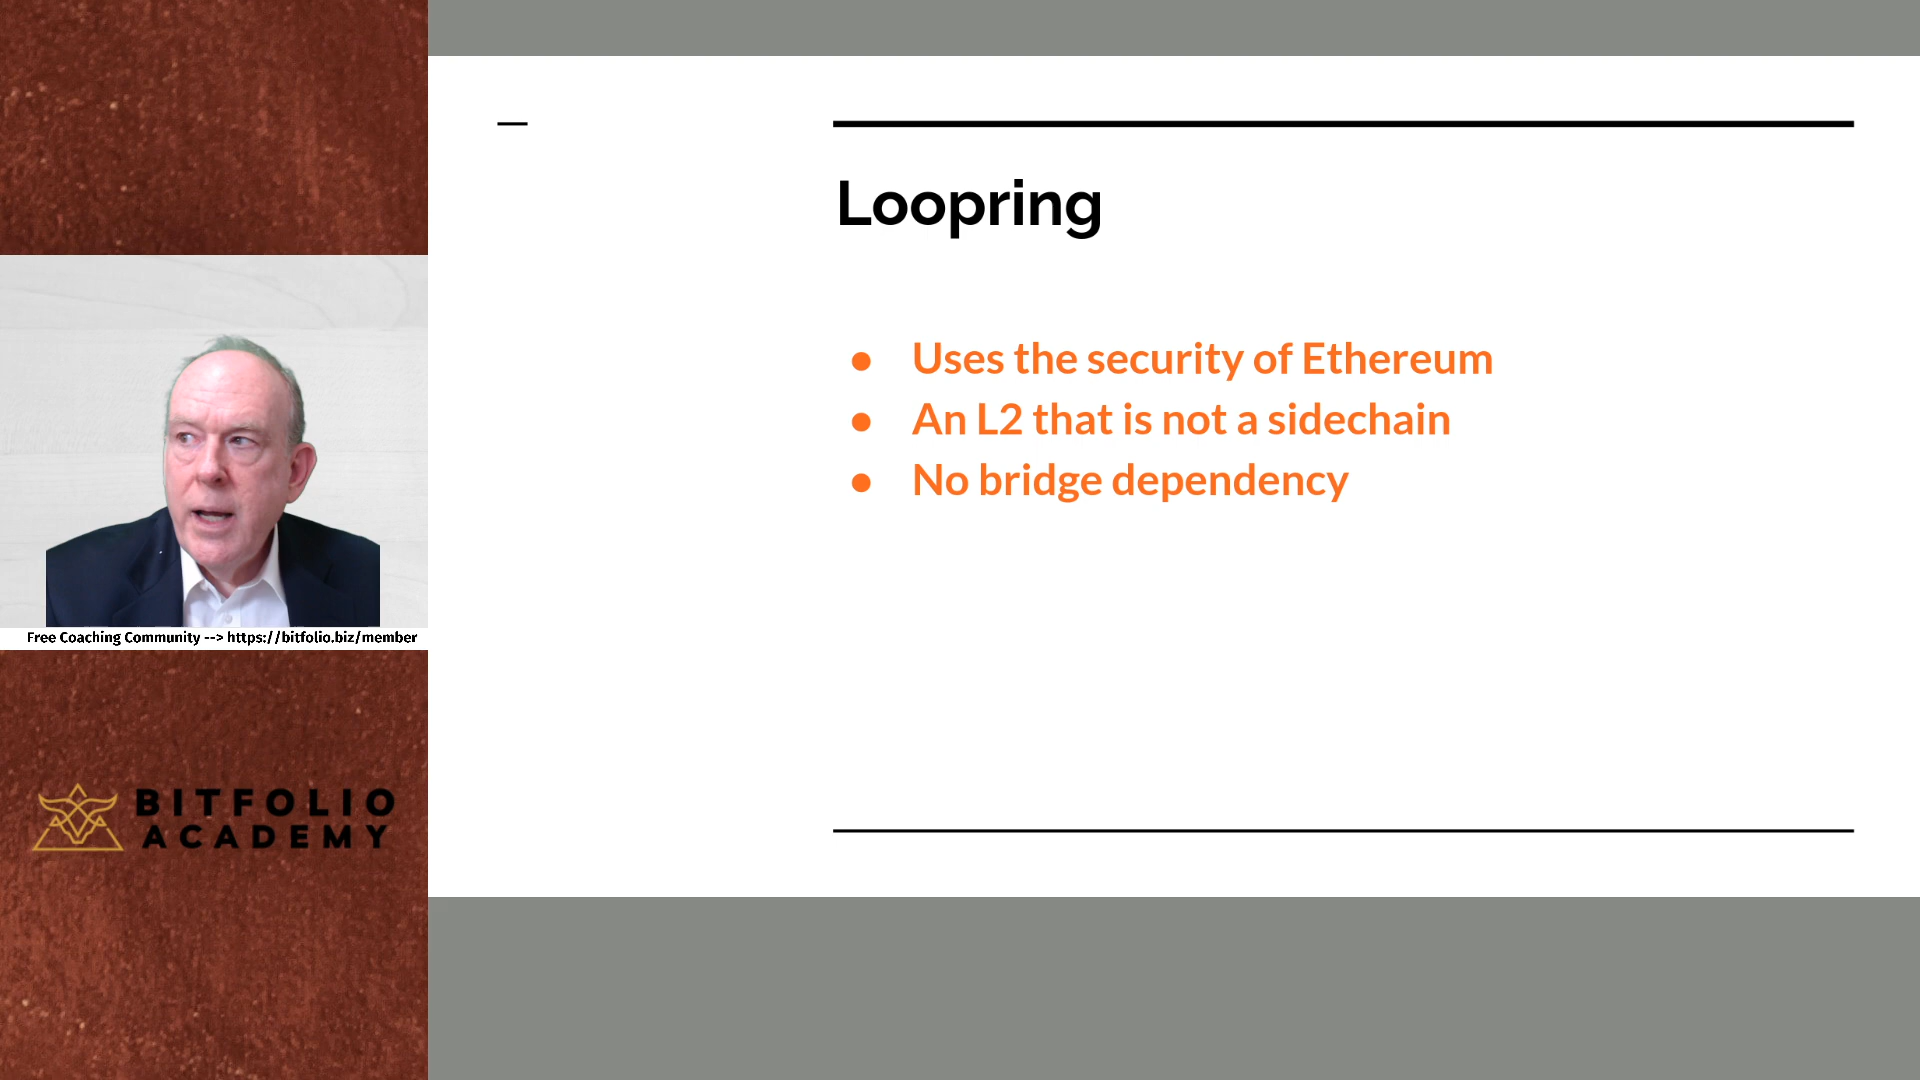 Loopring
● Uses the security of Ethereum
● An L2 that is not a sidechain
● No bridge dependency
Free Coaching Community --> https://bitfolio.biz/member
BITFOLIO
ACADEMY